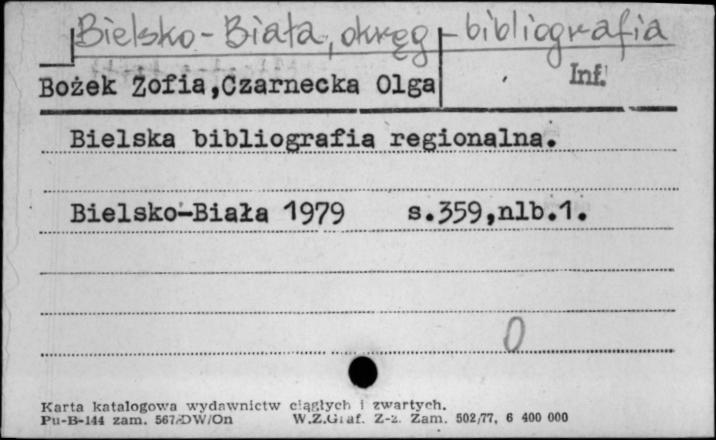 Bielsko-Biała, okręg - bibliografia
Bożek Zofia,Czarnecka Olga
Inf.
Bielska bibliografia regionalna.
Bielsko-Biała 1979 s.359,nlb.1.
0
Karta katalogowa wydawnictw ciągłych i zwartych.
Pu-B-144 zam. 567/DW/On W.Z.Graf. Z-z. Zam. 502/77, 6 400 000